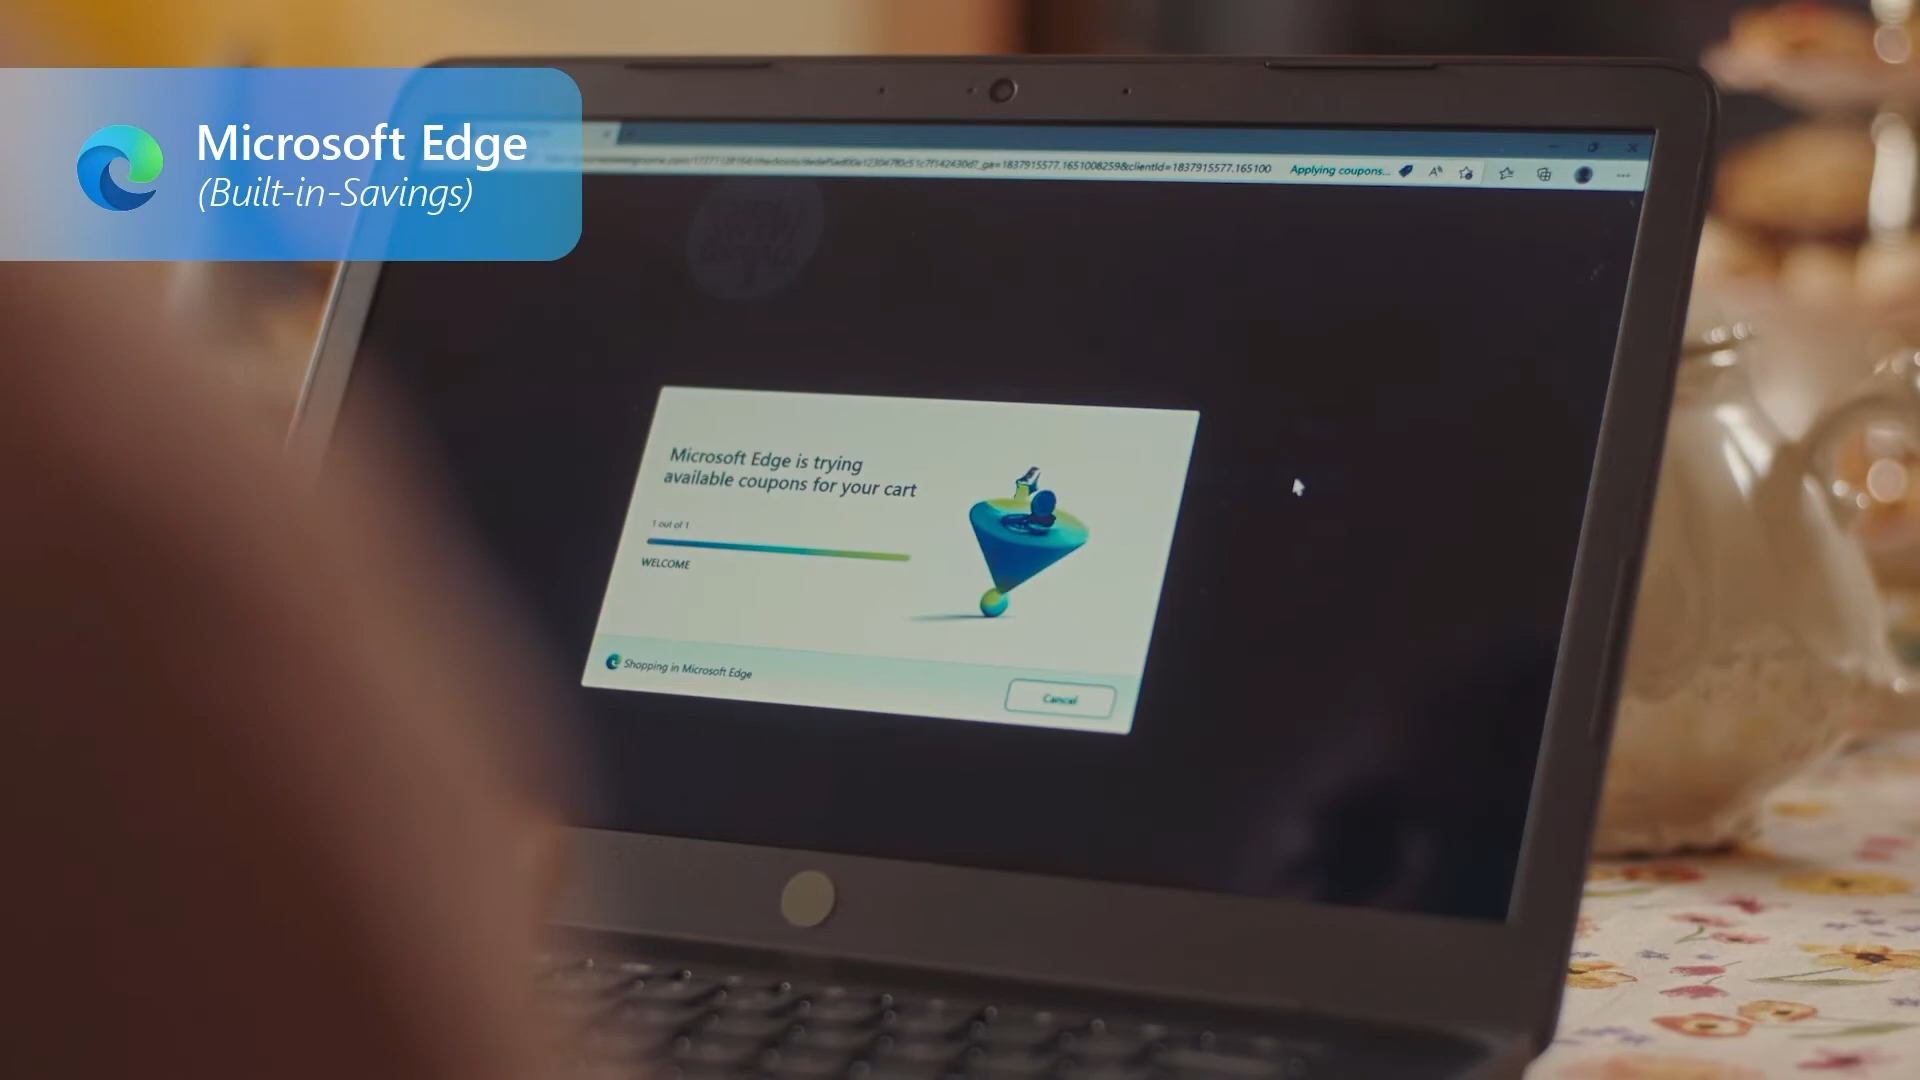 Microsoft Edge
(Built-in-Savings)
Applying coupons...
Microsoft Edge is trying
available coupons for your cart
1 out of 1
WELCOME
Shopping in Microsoft Edge
Cancel